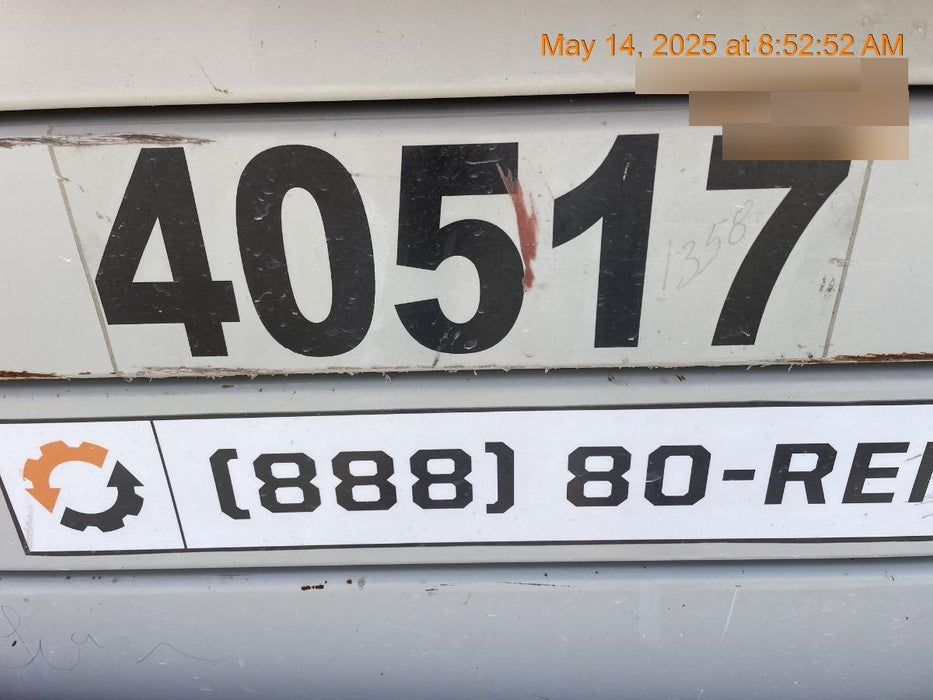 May 14, 2025 at 8:52:52 AM
40517
1358
(888) 80-RE